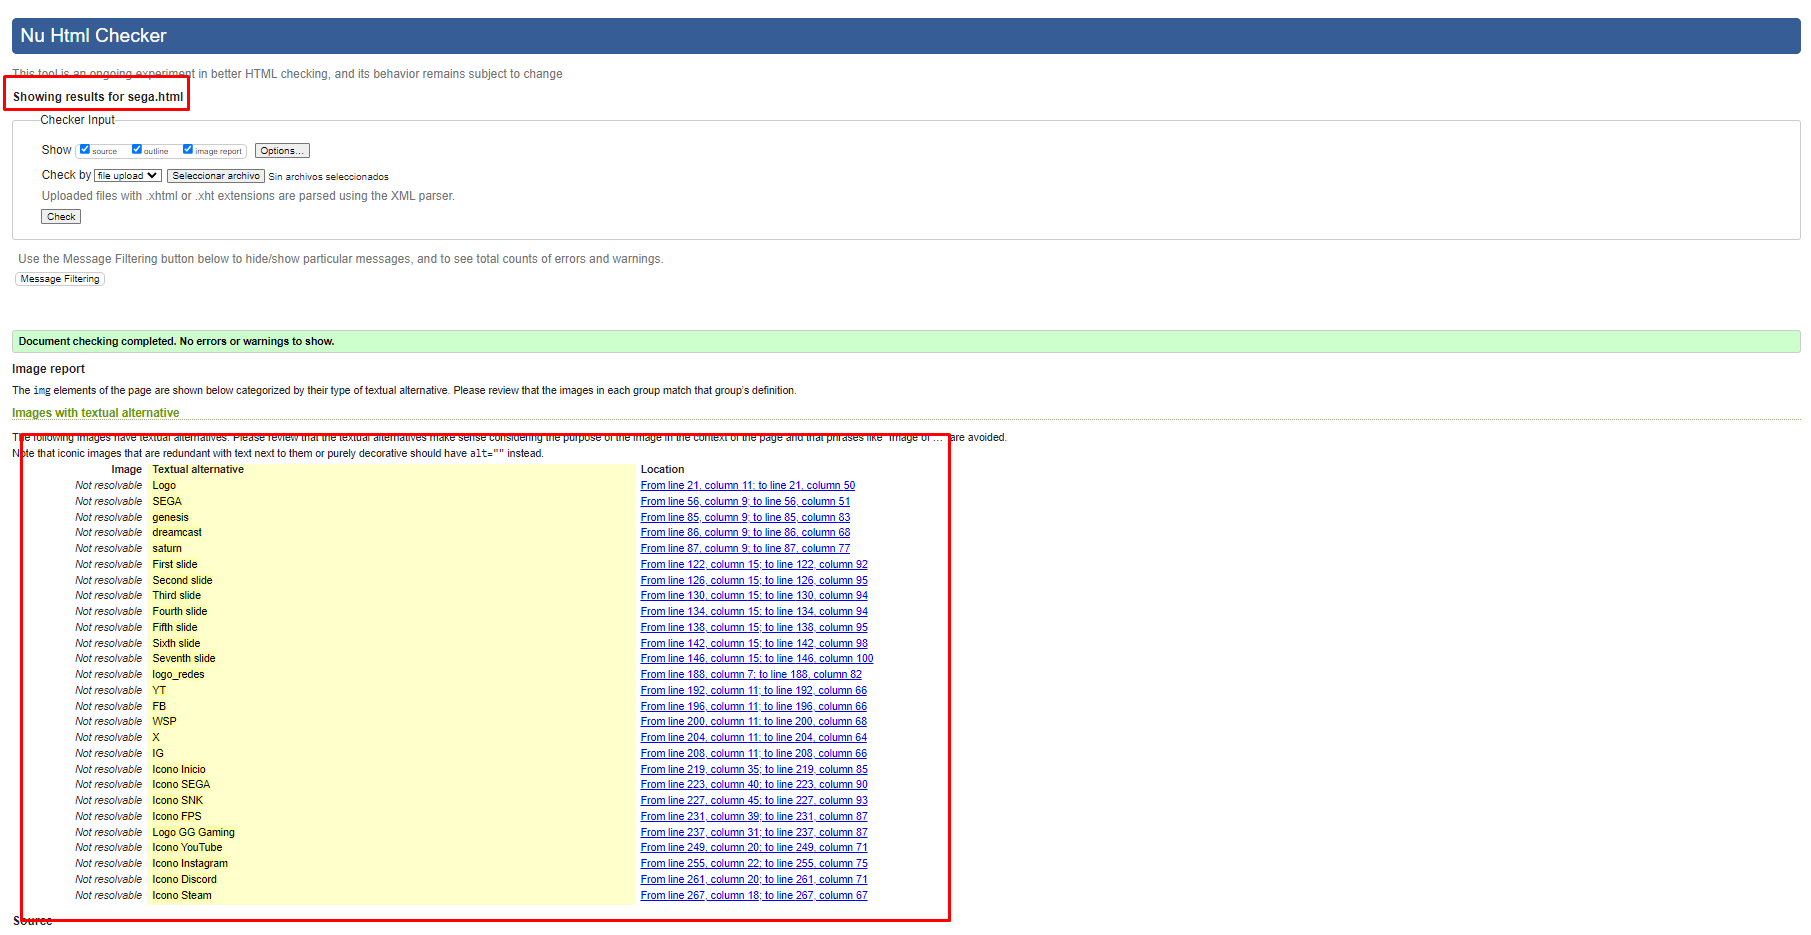 Nu Html Checker
This tool is an ongoing experiment in better HTML checking, and its behavior remains subject to change
Showing results for sega.html
Checker Input
Show source outline image report Options...
Check by file upload Seleccionar archivo Sin archivos seleccionados
Uploaded files with .xhtml or .xht extensions are parsed using the XML parser.
Check
Use the Message Filtering button below to hide/show particular messages, and to see total counts of errors and warnings.
Message Filtering
Document checking completed. No errors or warnings to show.
Image report
The img elements of the page are shown below categorized by their type of textual alternative. Please review that the images in each group match that group's definition.
Images with textual alternative
The following images have textual alternatives. Please review that the textual alternatives make sense considering the purpose of the image in the context of the page and that phrases like "image of ..." are avoided.
Note that iconic images that are redundant with text next to them or purely decorative should have alt="" instead.
Image Textual alternative Location
Not resolvable Logo From line 21, column 11; to line 21, column 50
Not resolvable SEGA From line 56, column 9; to line 56, column 51
Not resolvable genesis From line 85, column 9; to line 85, column 83
Not resolvable dreamcast From line 86, column 9; to line 86, column 68
Not resolvable saturn From line 87, column 9; to line 87, column 77
Not resolvable First slide From line 122, column 15; to line 122, column 92
Not resolvable Second slide From line 126, column 15; to line 126, column 95
Not resolvable Third slide From line 130, column 15; to line 130, column 94
Not resolvable Fourth slide From line 134, column 15; to line 134, column 94
Not resolvable Fifth slide From line 138, column 15; to line 138, column 95
Not resolvable Sixth slide From line 142, column 15; to line 142, column 98
Not resolvable Seventh slide From line 146, column 15; to line 146, column 100
Not resolvable logo_redes From line 188, column 7; to line 188, column 82
Not resolvable YT From line 192, column 11; to line 192, column 66
Not resolvable FB From line 196, column 11; to line 196, column 66
Not resolvable WSP From line 200, column 11; to line 200, column 68
Not resolvable X From line 204, column 11; to line 204, column 64
Not resolvable IG From line 208, column 11; to line 208, column 66
Not resolvable Icono Inicio From line 219, column 35; to line 219, column 85
Not resolvable Icono SEGA From line 223, column 40; to line 223, column 90
Not resolvable Icono SNK From line 227, column 45; to line 227, column 93
Not resolvable Icono FPS From line 231, column 39; to line 231, column 87
Not resolvable Logo GG Gaming From line 237, column 31; to line 237, column 87
Not resolvable Icono YouTube From line 249, column 20; to line 249, column 71
Not resolvable Icono Instagram From line 255, column 22; to line 255, column 75
Not resolvable Icono Discord From line 261, column 20; to line 261, column 71
Not resolvable Icono Steam From line 267, column 18; to line 267, column 67
Source